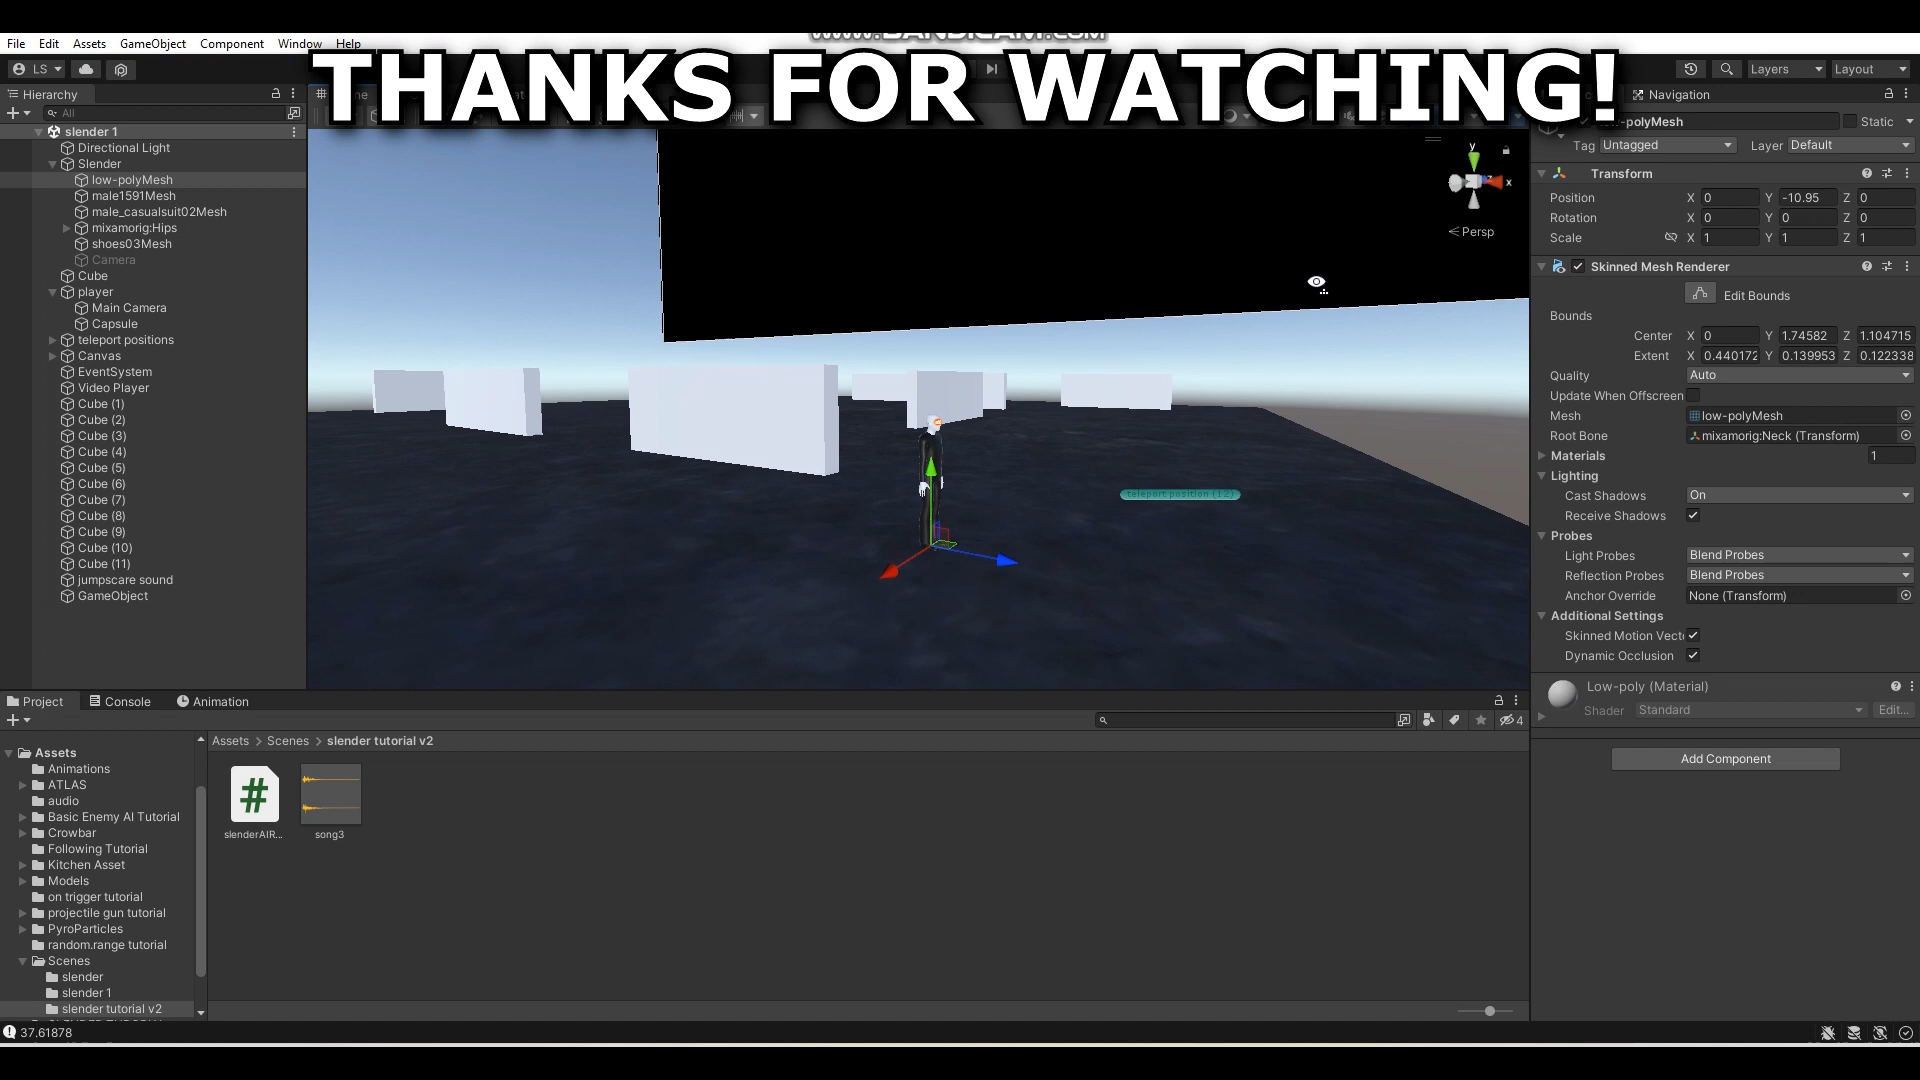 www.BANDICAM.com
File Edit Assets GameObject Component Window Help
THANKS FOR WATCHING!
LS
Layers Layout
Hierarchy
All
slender 1
Directional Light
Slender
low-polyMesh
male1591Mesh
male_casualsuit02Mesh
mixamorig:Hips
shoes03Mesh
Camera
Cube
player
Main Camera
Capsule
teleport positions
Canvas
EventSystem
Video Player
Cube (1)
Cube (2)
Cube (3)
Cube (4)
Cube (5)
Cube (6)
Cube (7)
Cube (8)
Cube (9)
Cube (10)
Cube (11)
jumpscare sound
GameObject
y
x
Persp
teleport position (12)
Navigation
low-polyMesh Static
Tag Untagged Layer Default
Transform
Position X 0 Y -10.95 Z 0
Rotation X 0 Y 0 Z 0
Scale X 1 Y 1 Z 1
Skinned Mesh Renderer
Edit Bounds
Bounds
Center X 0 Y 1.74582 Z 1.104715
Extent X 0.440172 Y 0.139953 Z 0.122338
Quality Auto
Update When Offscreen
Mesh low-polyMesh
Root Bone mixamorig:Neck (Transform)
Materials 1
Lighting
Cast Shadows On
Receive Shadows
Probes
Light Probes Blend Probes
Reflection Probes Blend Probes
Anchor Override None (Transform)
Additional Settings
Skinned Motion Vect
Dynamic Occlusion
Low-poly (Material)
Shader Standard Edit...
Add Component
Project Console Animation
4
Assets > Scenes > slender tutorial v2
Assets
Animations
ATLAS
audio
Basic Enemy AI Tutorial
Crowbar
Following Tutorial
Kitchen Asset
Models
on trigger tutorial
projectile gun tutorial
PyroParticles
random.range tutorial
Scenes
slender
slender 1
slender tutorial v2
#
slenderAIR...
song3
37.61878